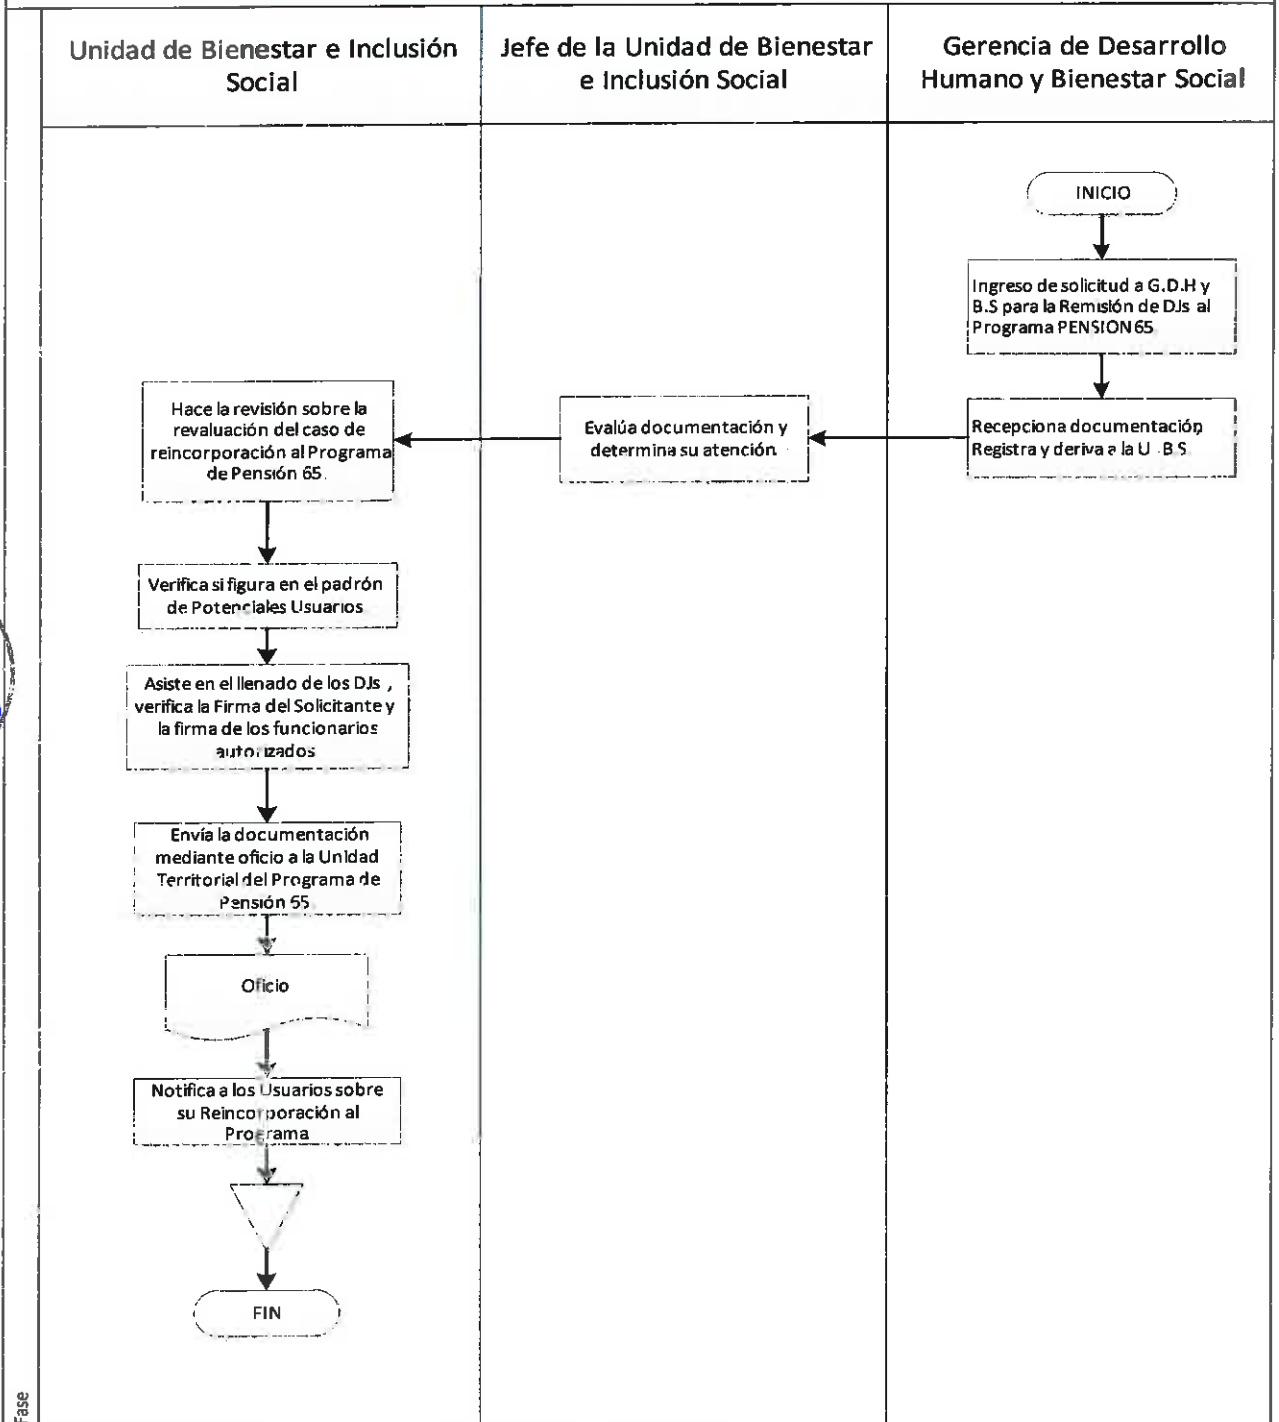 Unidad de Bienestar e Inclusión
Social
Jefe de la Unidad de Bienestar
e Inclusión Social
Gerencia de Desarrollo
Humano y Bienestar Social
INICIO
Ingreso de solicitud a G.D.H y
B.S para la Remisión de DJs al
Programa PENSION 65
Recepciona documentación
Registra y deriva a la U .B.S.
Evalúa documentación y
determina su atención.
Hace la revisión sobre la
revaluación del caso de
reincorporación al Programa
de Pensión 65.
Verifica si figura en el padrón
de Potenciales Usuarios
Asiste en el llenado de los DJs ,
verifica la Firma del Solicitante y
la firma de los funcionarios
autorizados
Envía la documentación
mediante oficio a la Unidad
Territorial del Programa de
Pensión 65
Oficio
Notifica a los Usuarios sobre
su Reincorporación al
Programa
FIN
Fase